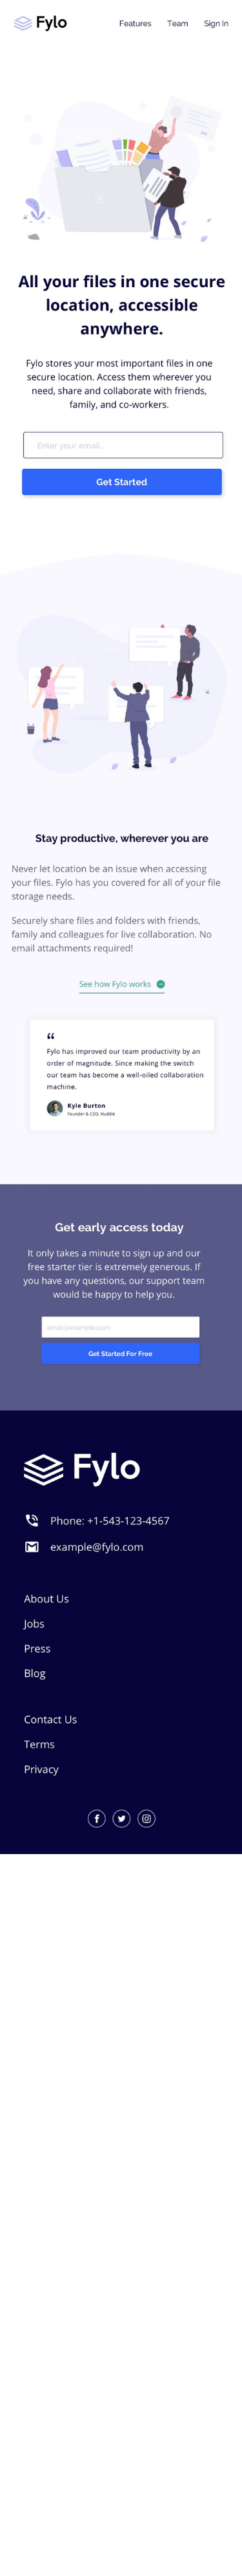 Fylo
Features Team Sign In
All your files in one secure
location, accessible
anywhere.
Fylo stores your most important files in one
secure location. Access them wherever you
need, share and collaborate with friends,
family, and co-workers.
Enter your email...
Get Started
Stay productive, wherever you are
Never let location be an issue when accessing
your files. Fylo has you covered for all of your file
storage needs.
Securely share files and folders with friends,
family and colleagues for live collaboration. No
email attachments required!
See how Fylo works
“
Fylo has improved our team productivity by an
order of magnitude. Since making the switch
our team has become a well-oiled collaboration
machine.
Kyle Burton
Founder & CEO, Huddle
Get early access today
It only takes a minute to sign up and our
free starter tier is extremely generous. If
you have any questions, our support team
would be happy to help you.
email@example.com
Get Started For Free
Fylo
Phone: +1-543-123-4567
example@fylo.com
About Us
Jobs
Press
Blog
Contact Us
Terms
Privacy